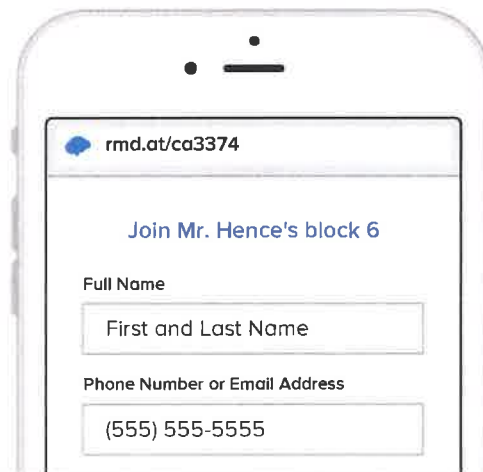 rmd.at/ca3374
Join Mr. Hence's block 6
Full Name
First and Last Name
Phone Number or Email Address
(555) 555-5555